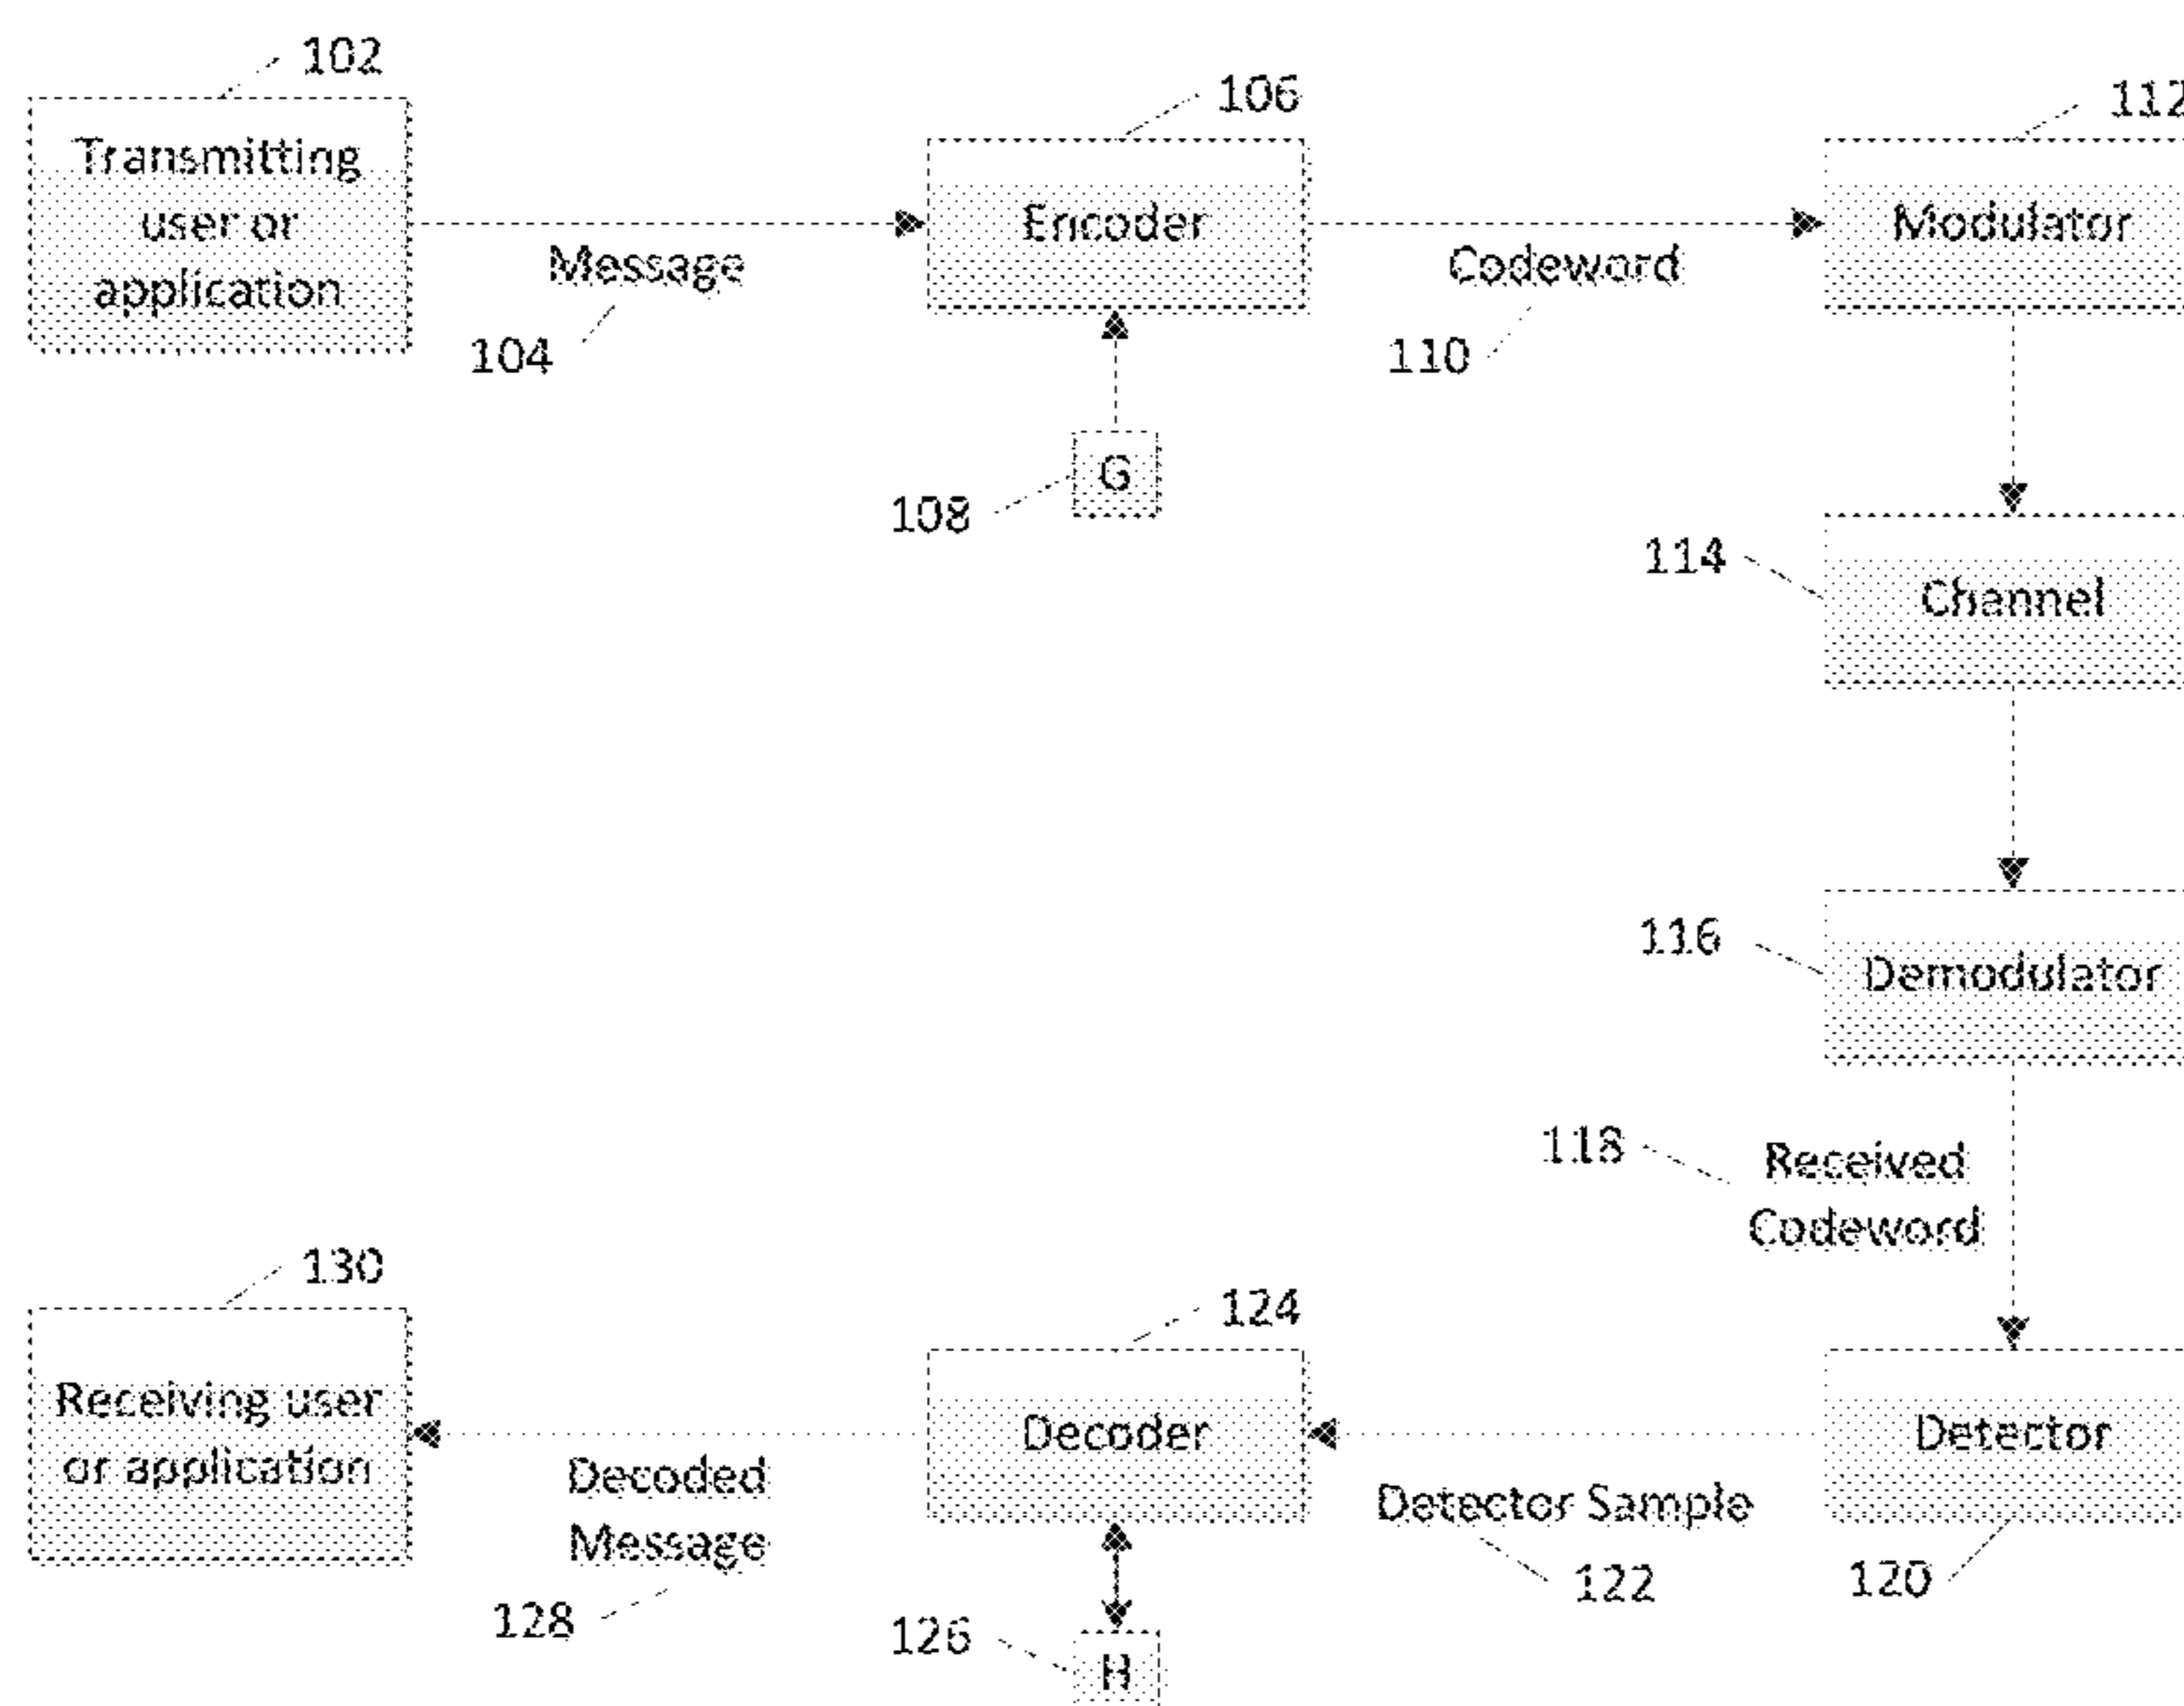 102
106
112
Transmitting
user or
application
Encoder
Modulator
Message
Codeword
104
110
G
108
114
Channel
116
Demodulator
118
Received
Codeword
130
124
Receiving user
or application
Decoder
Detector
Decoded
Message
Detector Sample
128
122
120
126
H